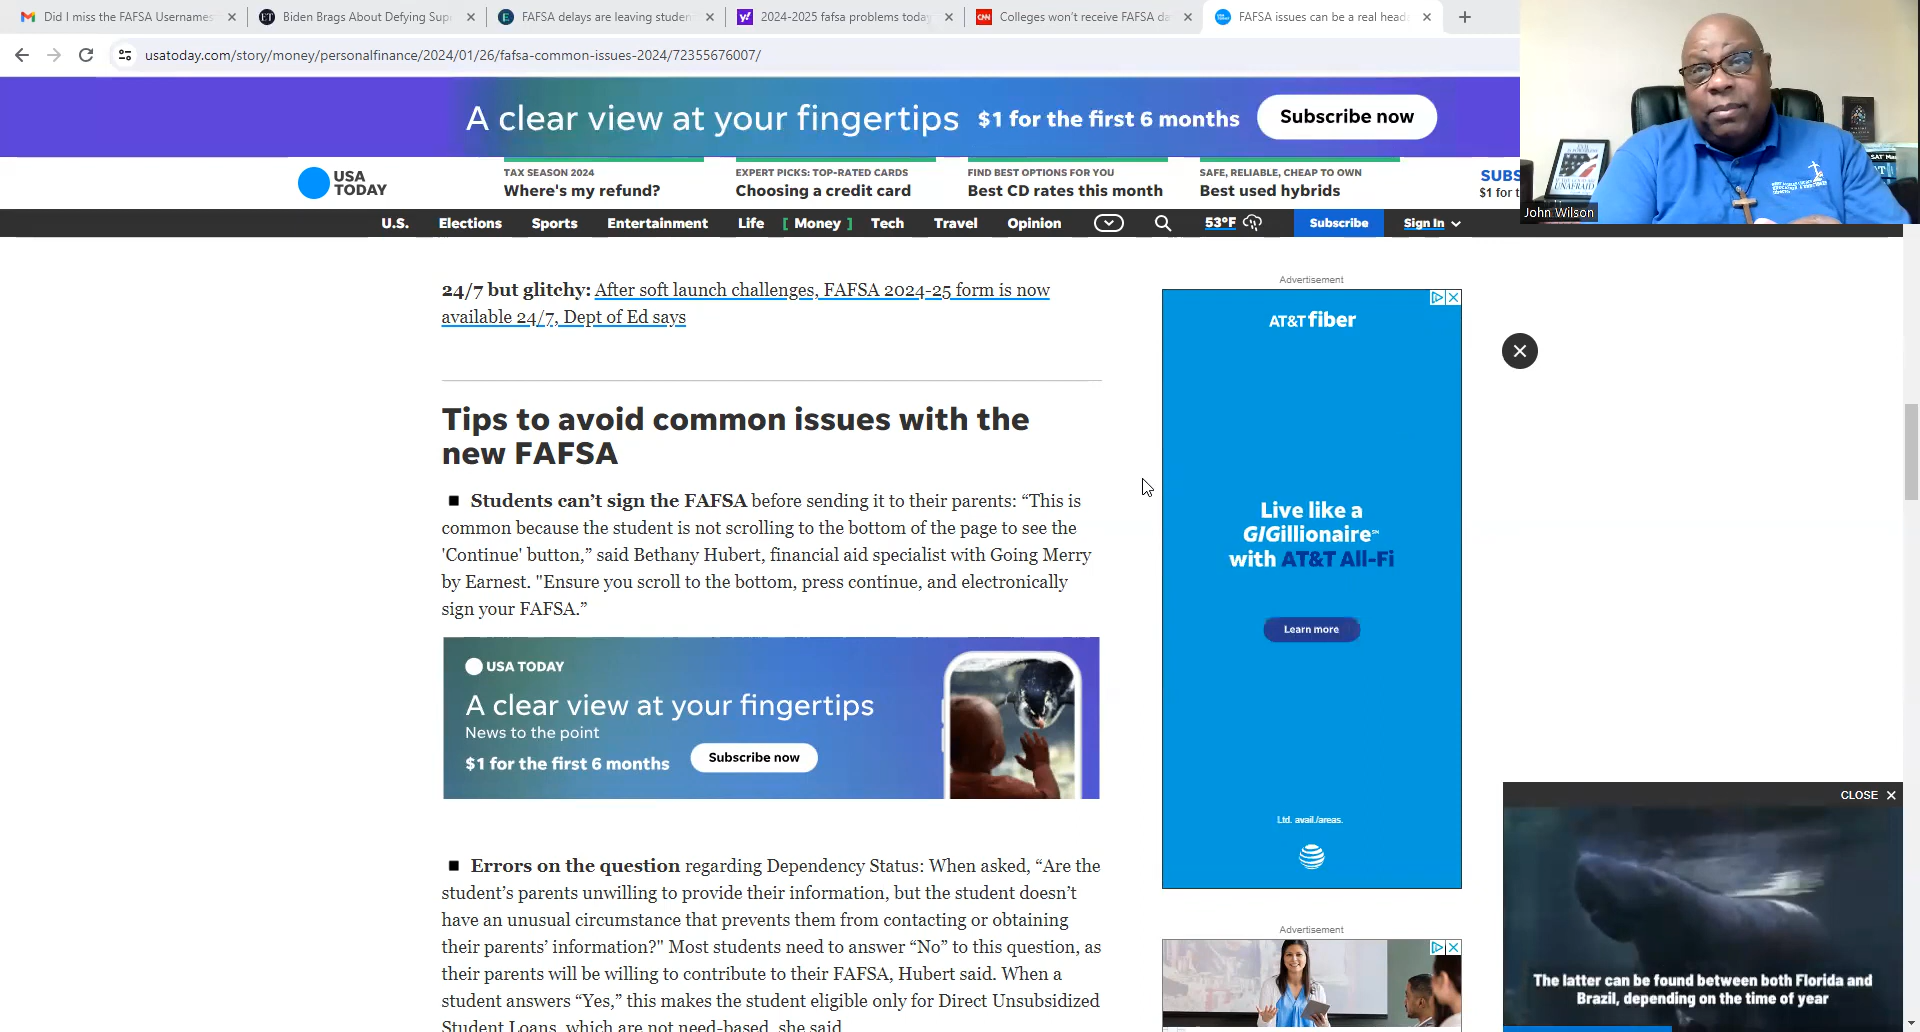 Did I miss the FAFSA Usernames
Biden Brags About Defying Sup
FAFSA delays are leaving studen
2024-2025 fafsa problems today
Colleges won't receive FAFSA da
FAFSA issues can be a real head
usatoday.com/story/money/personalfinance/2024/01/26/fafsa-common-issues-2024/72355676007/
A clear view at your fingertips $1 for the first 6 months Subscribe now
USA
TODAY
TAX SEASON 2024
Where's my refund?
EXPERT PICKS: TOP-RATED CARDS
Choosing a credit card
FIND BEST OPTIONS FOR YOU
Best CD rates this month
SAFE, RELIABLE, CHEAP TO OWN
Best used hybrids
SUBS
$1 for t
U.S. Elections Sports Entertainment Life [ Money ] Tech Travel Opinion 53°F Subscribe Sign In
John Wilson
UNAFRAID
24/7 but glitchy: After soft launch challenges, FAFSA 2024-25 form is now
available 24/7, Dept of Ed says
Tips to avoid common issues with the
new FAFSA
■ Students can’t sign the FAFSA before sending it to their parents: “This is
common because the student is not scrolling to the bottom of the page to see the
'Continue' button,” said Bethany Hubert, financial aid specialist with Going Merry
by Earnest. "Ensure you scroll to the bottom, press continue, and electronically
sign your FAFSA.”
USA TODAY
A clear view at your fingertips
News to the point
$1 for the first 6 months Subscribe now
■ Errors on the question regarding Dependency Status: When asked, “Are the
student’s parents unwilling to provide their information, but the student doesn’t
have an unusual circumstance that prevents them from contacting or obtaining
their parents’ information?" Most students need to answer “No” to this question, as
their parents will be willing to contribute to their FAFSA, Hubert said. When a
student answers “Yes,” this makes the student eligible only for Direct Unsubsidized
Student Loans, which are not need-based, she said
Advertisement
AT&T fiber
Live like a
GIGillionaire℠
with AT&T All-Fi
Learn more
Ltd. avail./areas.
Advertisement
CLOSE ✕
The latter can be found between both Florida and
Brazil, depending on the time of year